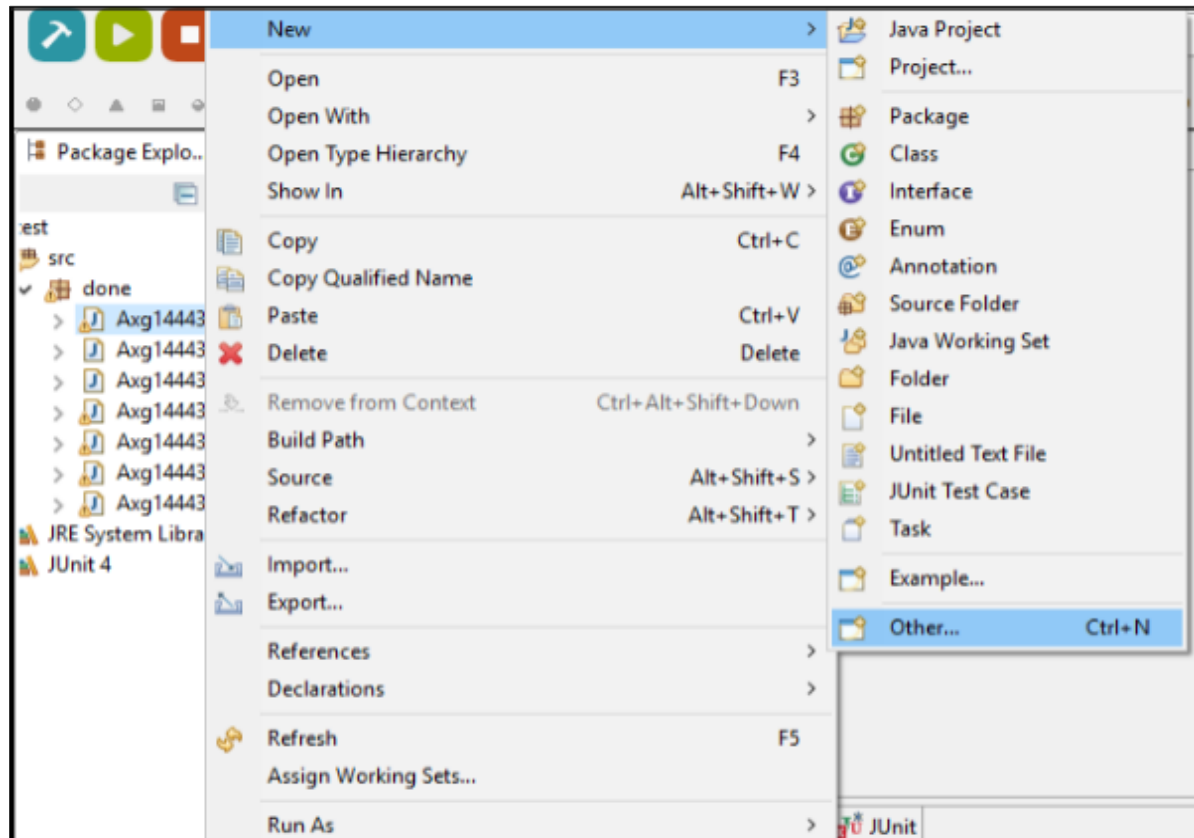 Package Explo..
est
src
done
Axg14443
Axg14443
Axg14443
Axg14443
Axg14443
Axg14443
Axg14443
JRE System Libra
JUnit 4
New >
Open F3
Open With >
Open Type Hierarchy F4
Show In Alt+Shift+W >
Copy Ctrl+C
Copy Qualified Name
Paste Ctrl+V
Delete Delete
Remove from Context Ctrl+Alt+Shift+Down
Build Path >
Source Alt+Shift+S >
Refactor Alt+Shift+T >
Import...
Export...
References >
Declarations >
Refresh F5
Assign Working Sets...
Run As >
Java Project
Project...
Package
Class
Interface
Enum
Annotation
Source Folder
Java Working Set
Folder
File
Untitled Text File
JUnit Test Case
Task
Example...
Other... Ctrl+N
JUnit